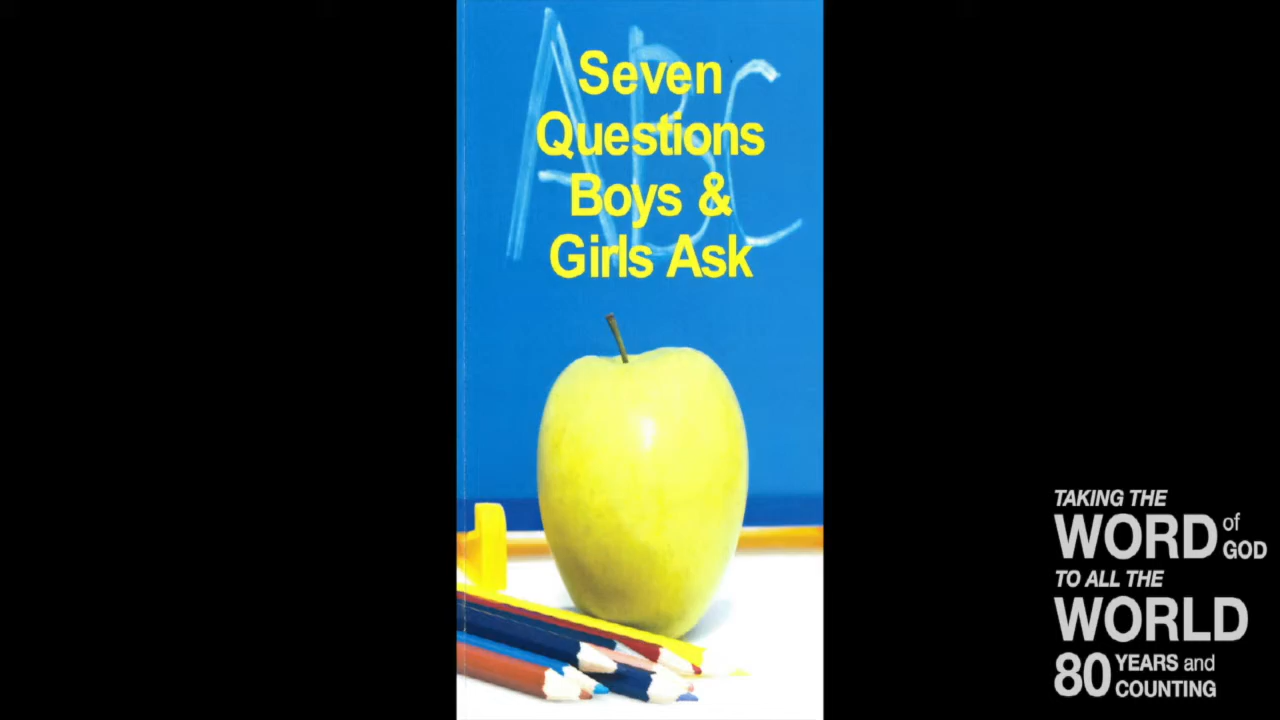 ABC
Seven
Questions
Boys &
Girls Ask
TAKING THE
WORD of GOD
TO ALL THE
WORLD
80 YEARS and
COUNTING